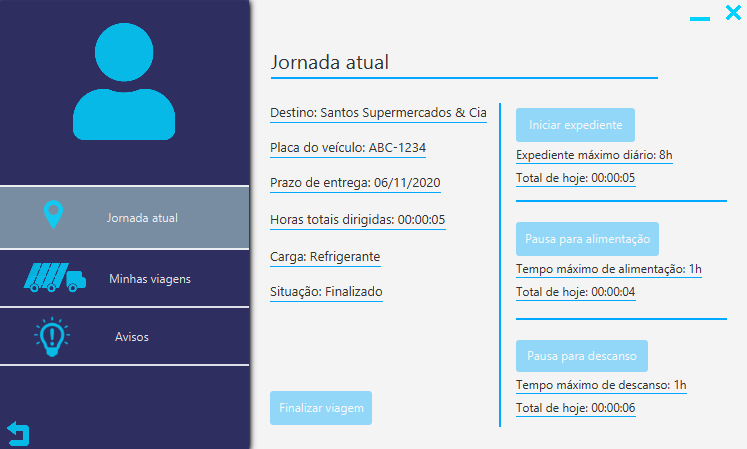 Jornada atual
Minhas viagens
Avisos
Jornada atual
Destino: Santos Supermercados & Cia
Placa do veículo: ABC-1234
Prazo de entrega: 06/11/2020
Horas totais dirigidas: 00:00:05
Carga: Refrigerante
Situação: Finalizado
Finalizar viagem
Iniciar expediente
Expediente máximo diário: 8h
Total de hoje: 00:00:05
Pausa para alimentação
Tempo máximo de alimentação: 1h
Total de hoje: 00:00:04
Pausa para descanso
Tempo máximo de descanso: 1h
Total de hoje: 00:00:06